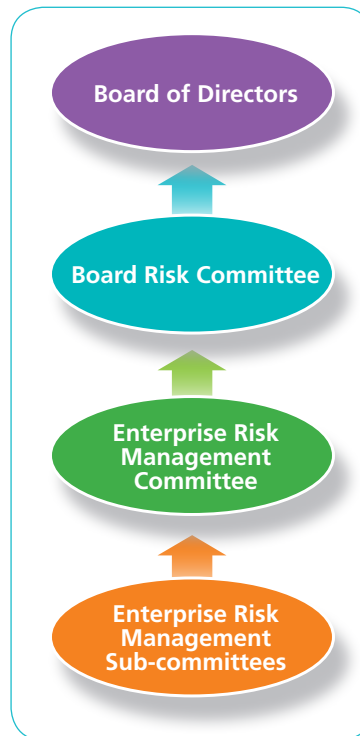 Board of Directors
Board Risk Committee
Enterprise Risk
Management
Committee
Enterprise Risk
Management
Sub-committees